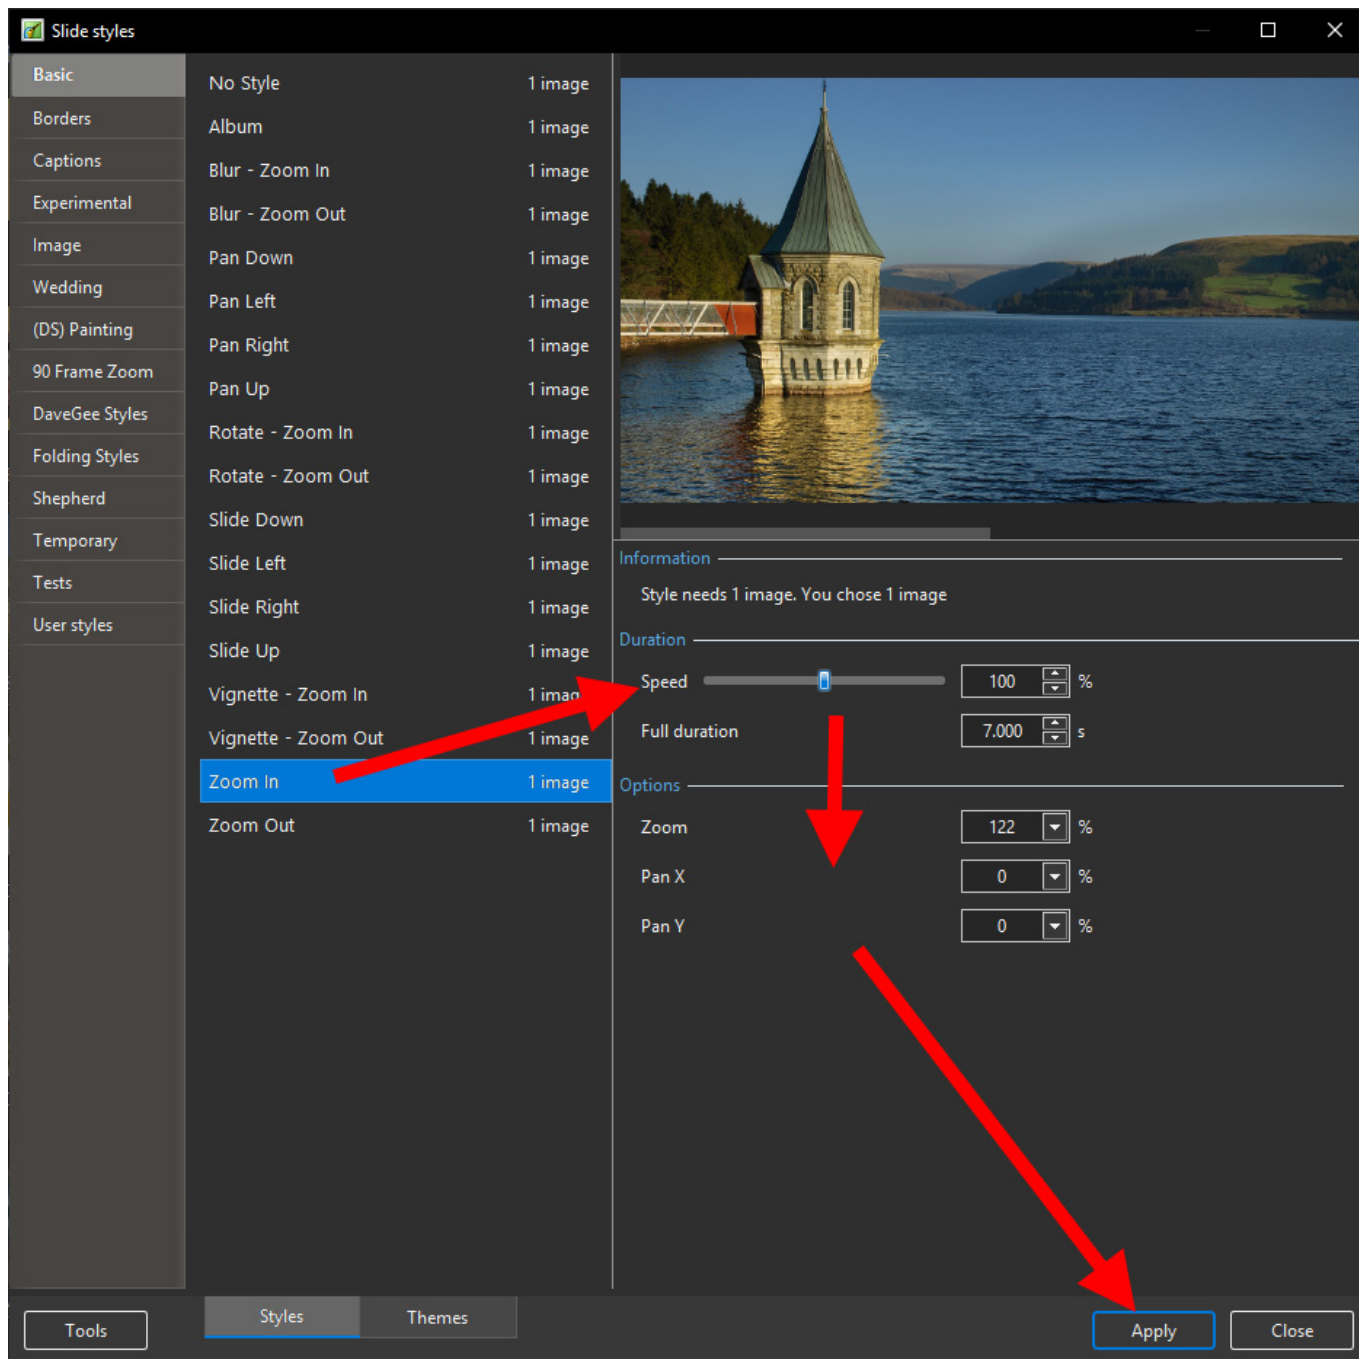 Slide styles
Basic
Borders
Captions
Experimental
Image
Wedding
(DS) Painting
90 Frame Zoom
DaveGee Styles
Folding Styles
Shepherd
Temporary
Tests
User styles
No Style 1 image
Album 1 image
Blur - Zoom In 1 image
Blur - Zoom Out 1 image
Pan Down 1 image
Pan Left 1 image
Pan Right 1 image
Pan Up 1 image
Rotate - Zoom In 1 image
Rotate - Zoom Out 1 image
Slide Down 1 image
Slide Left 1 image
Slide Right 1 image
Slide Up 1 image
Vignette - Zoom In 1 image
Vignette - Zoom Out 1 image
Zoom In 1 image
Zoom Out 1 image
Information
Style needs 1 image. You chose 1 image
Duration
Speed 100 %
Full duration 7.000 s
Options
Zoom 122 %
Pan X 0 %
Pan Y 0 %
Tools
Styles Themes
Apply Close